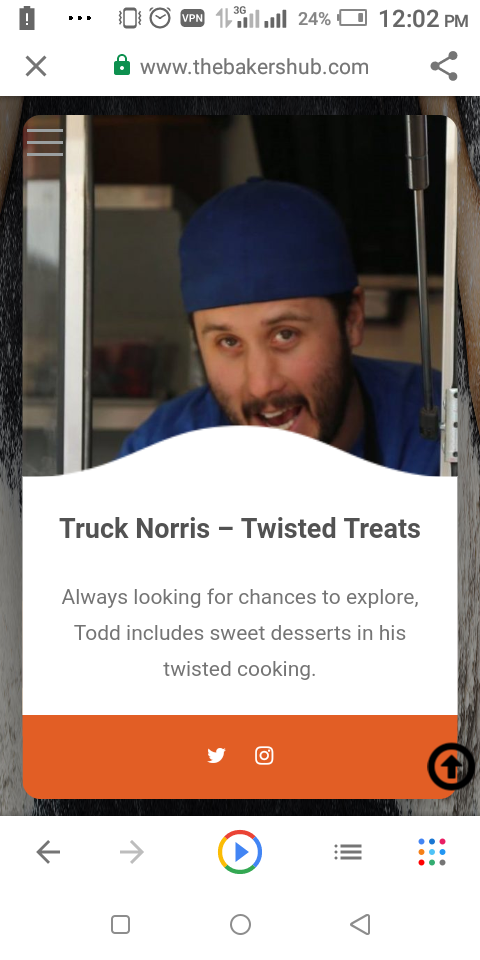 VPN 3G 24% 12:02 PM
www.thebakershub.com
Truck Norris – Twisted Treats
Always looking for chances to explore,
Todd includes sweet desserts in his
twisted cooking.